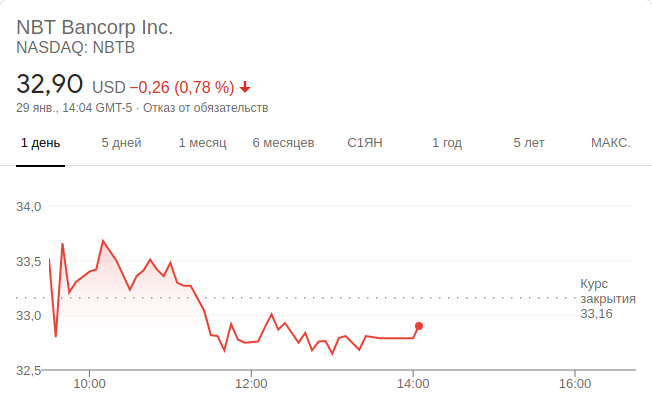 NBT Bancorp Inc.
NASDAQ: NBTB
32,90 USD −0,26 (0,78 %)
29 янв., 14:04 GMT-5 · Отказ от обязательств
1 день 5 дней 1 месяц 6 месяцев С1ЯН 1 год 5 лет МАКС.
34,0
33,5
Курс
закрытия
33,16
33,0
32,5
10:00 12:00 14:00 16:00